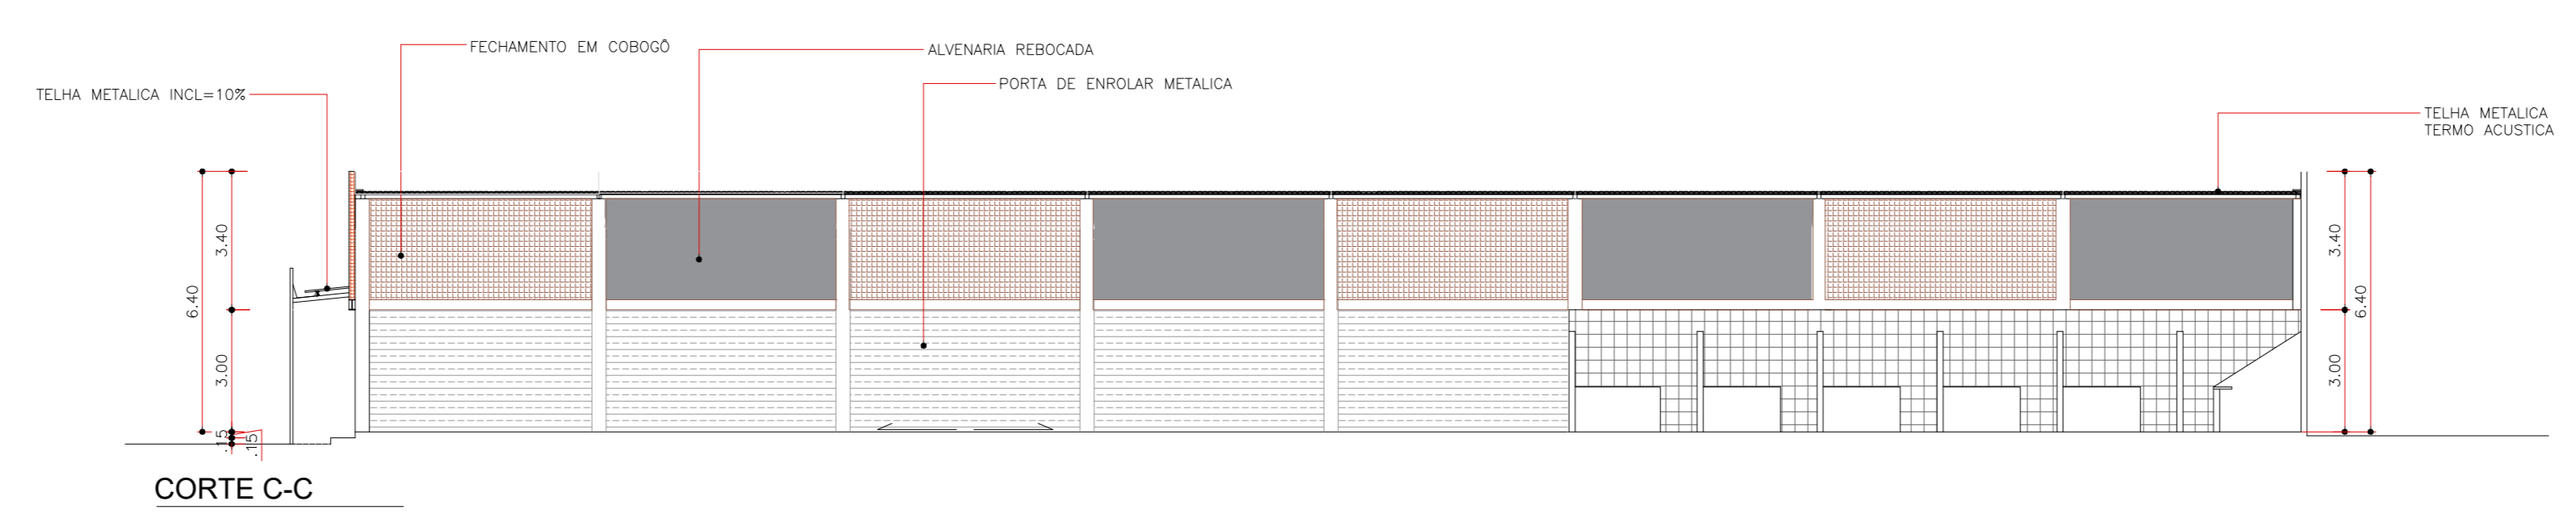 FECHAMENTO EM COBOGÔ
ALVENARIA REBOCADA
PORTA DE ENROLAR METALICA
TELHA METALICA INCL=10%
TELHA METALICA
TERMO ACUSTICA
3.40
6.40
3.00
.15
.15
3.40
6.40
3.00
CORTE C-C